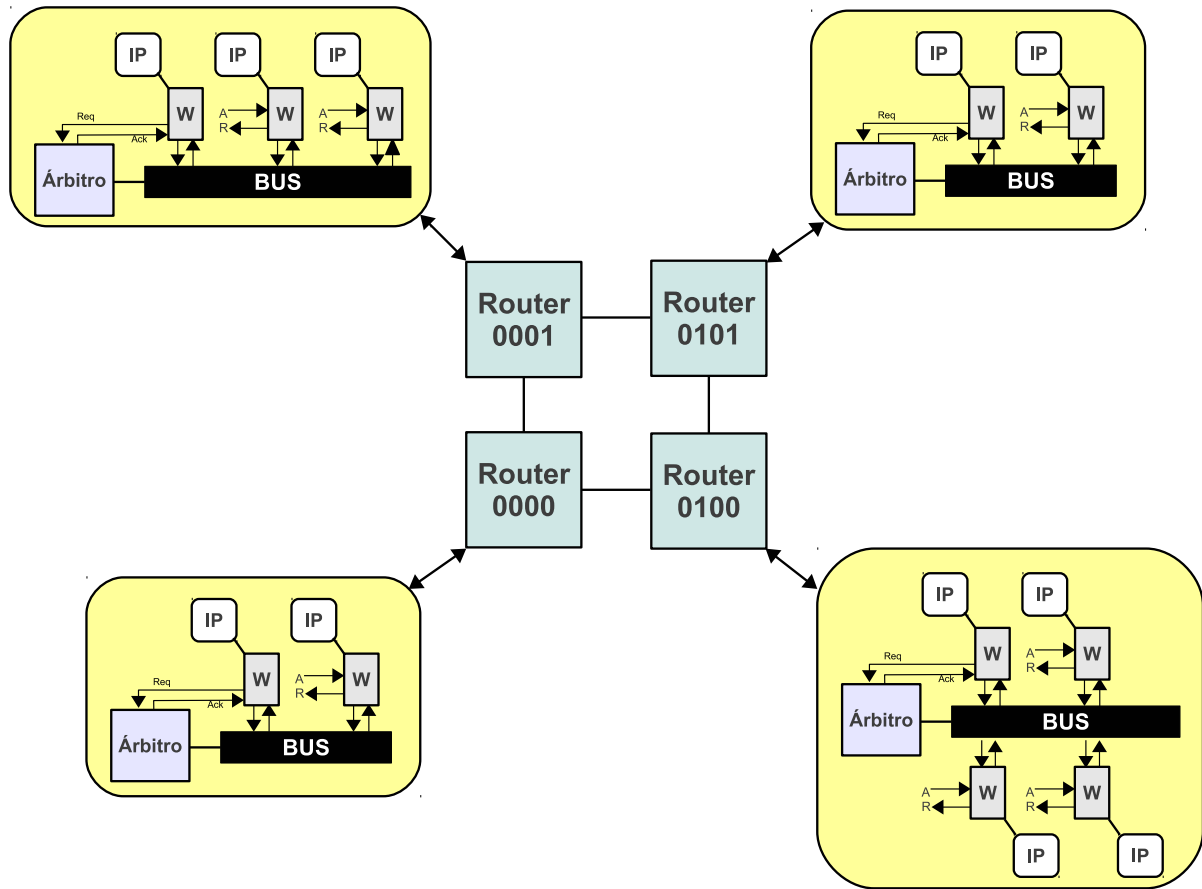 IP IP IP
W W W
A
R
A
R
Req
Ack
Árbitro
BUS
IP IP
W W
A
R
Req
Ack
Árbitro
BUS
Router
0001
Router
0101
Router
0000
Router
0100
IP IP
W W
A
R
Req
Ack
Árbitro
BUS
IP IP
W W
A
R
Req
Ack
Árbitro
BUS
A
R
W
A
R
W
IP IP